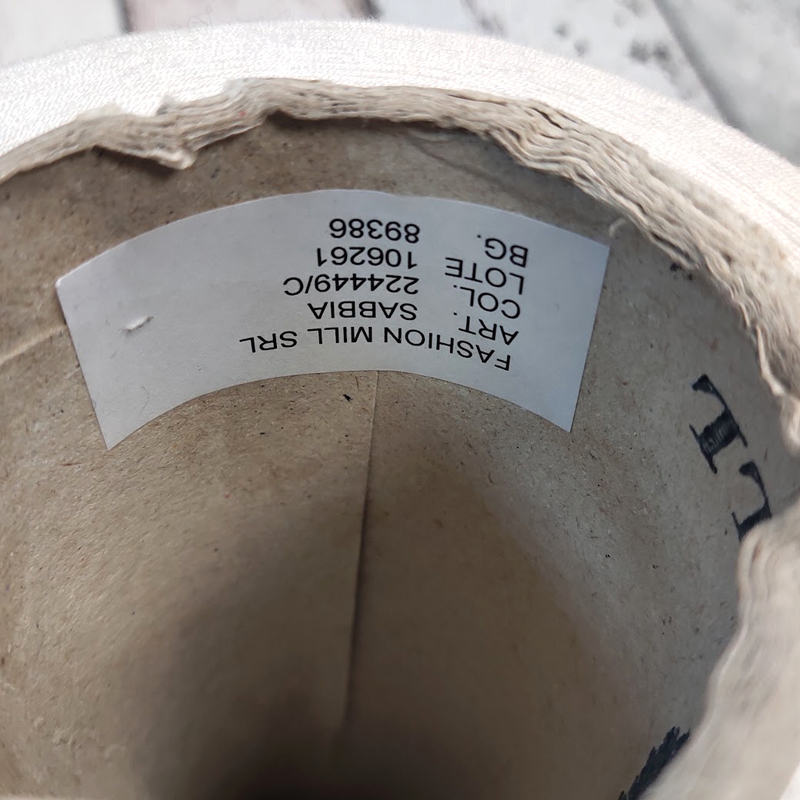 FASHION MILL SRL
ART. SABBIA
COL. 224449/C
LOTE 106261
BG. 89386